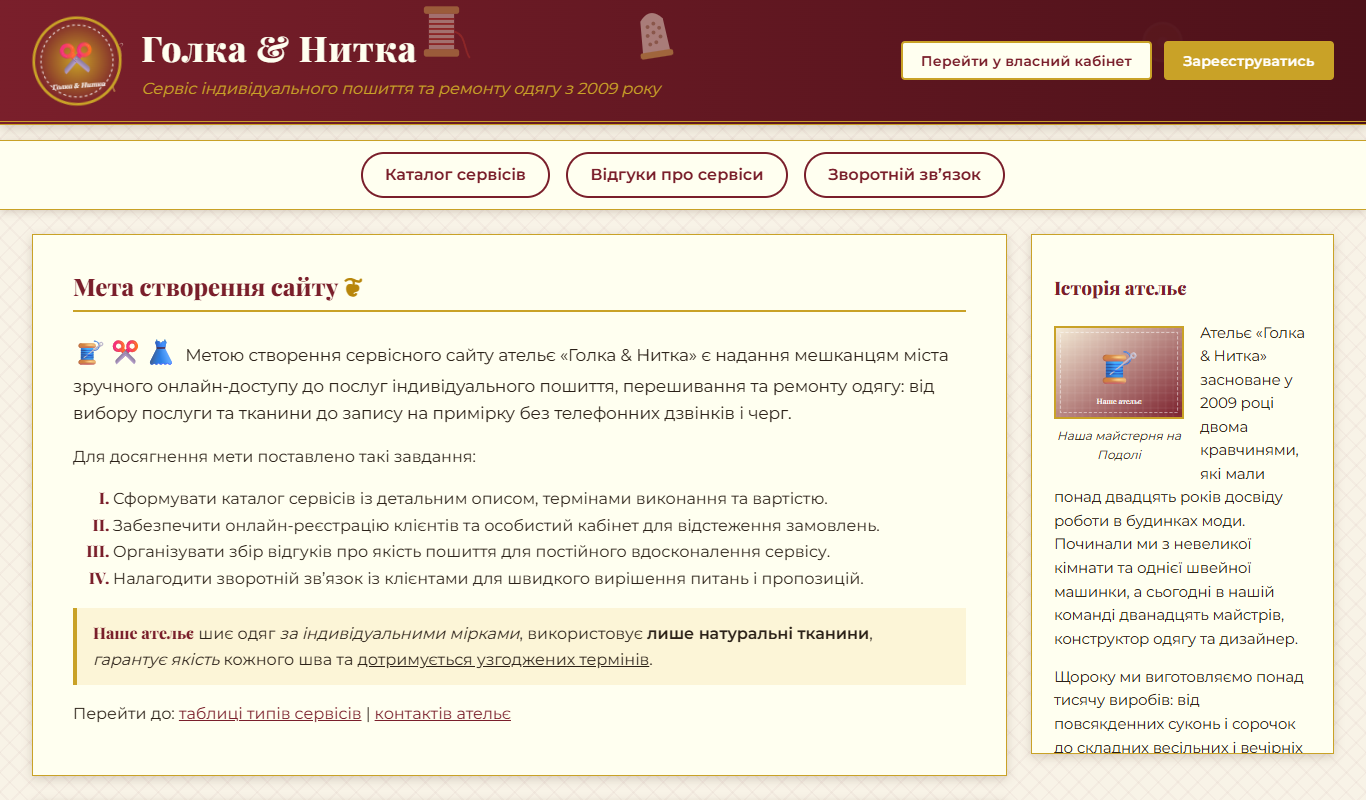 Голка & Нитка
Голка & Нитка
Сервіс індивідуального пошиття та ремонту одягу з 2009 року
Перейти у власний кабінет
Зареєструватись
Каталог сервісів
Відгуки про сервіси
Зворотній зв’язок
Мета створення сайту ❦
Метою створення сервісного сайту ательє «Голка & Нитка» є надання мешканцям міста
зручного онлайн-доступу до послуг індивідуального пошиття, перешивання та ремонту одягу: від
вибору послуги та тканини до запису на примірку без телефонних дзвінків і черг.
Для досягнення мети поставлено такі завдання:
I. Сформувати каталог сервісів із детальним описом, термінами виконання та вартістю.
II. Забезпечити онлайн-реєстрацію клієнтів та особистий кабінет для відстеження замовлень.
III. Організувати збір відгуків про якість пошиття для постійного вдосконалення сервісу.
IV. Налагодити зворотній зв’язок із клієнтами для швидкого вирішення питань і пропозицій.
Наше ательє шиє одяг за індивідуальними мірками, використовує лише натуральні тканини,
гарантує якість кожного шва та дотримується узгоджених термінів.
Перейти до: таблиці типів сервісів | контактів ательє
Історія ательє
Наше ательє
Наша майстерня на
Подолі
Ательє «Голка
& Нитка»
засноване у
2009 році
двома
кравчинями,
які мали
понад двадцять років досвіду
роботи в будинках моди.
Починали ми з невеликої
кімнати та однієї швейної
машинки, а сьогодні в нашій
команді дванадцять майстрів,
конструктор одягу та дизайнер.
Щороку ми виготовляємо понад
тисячу виробів: від
повсякденних суконь і сорочок
до складних весільних і вечірніх